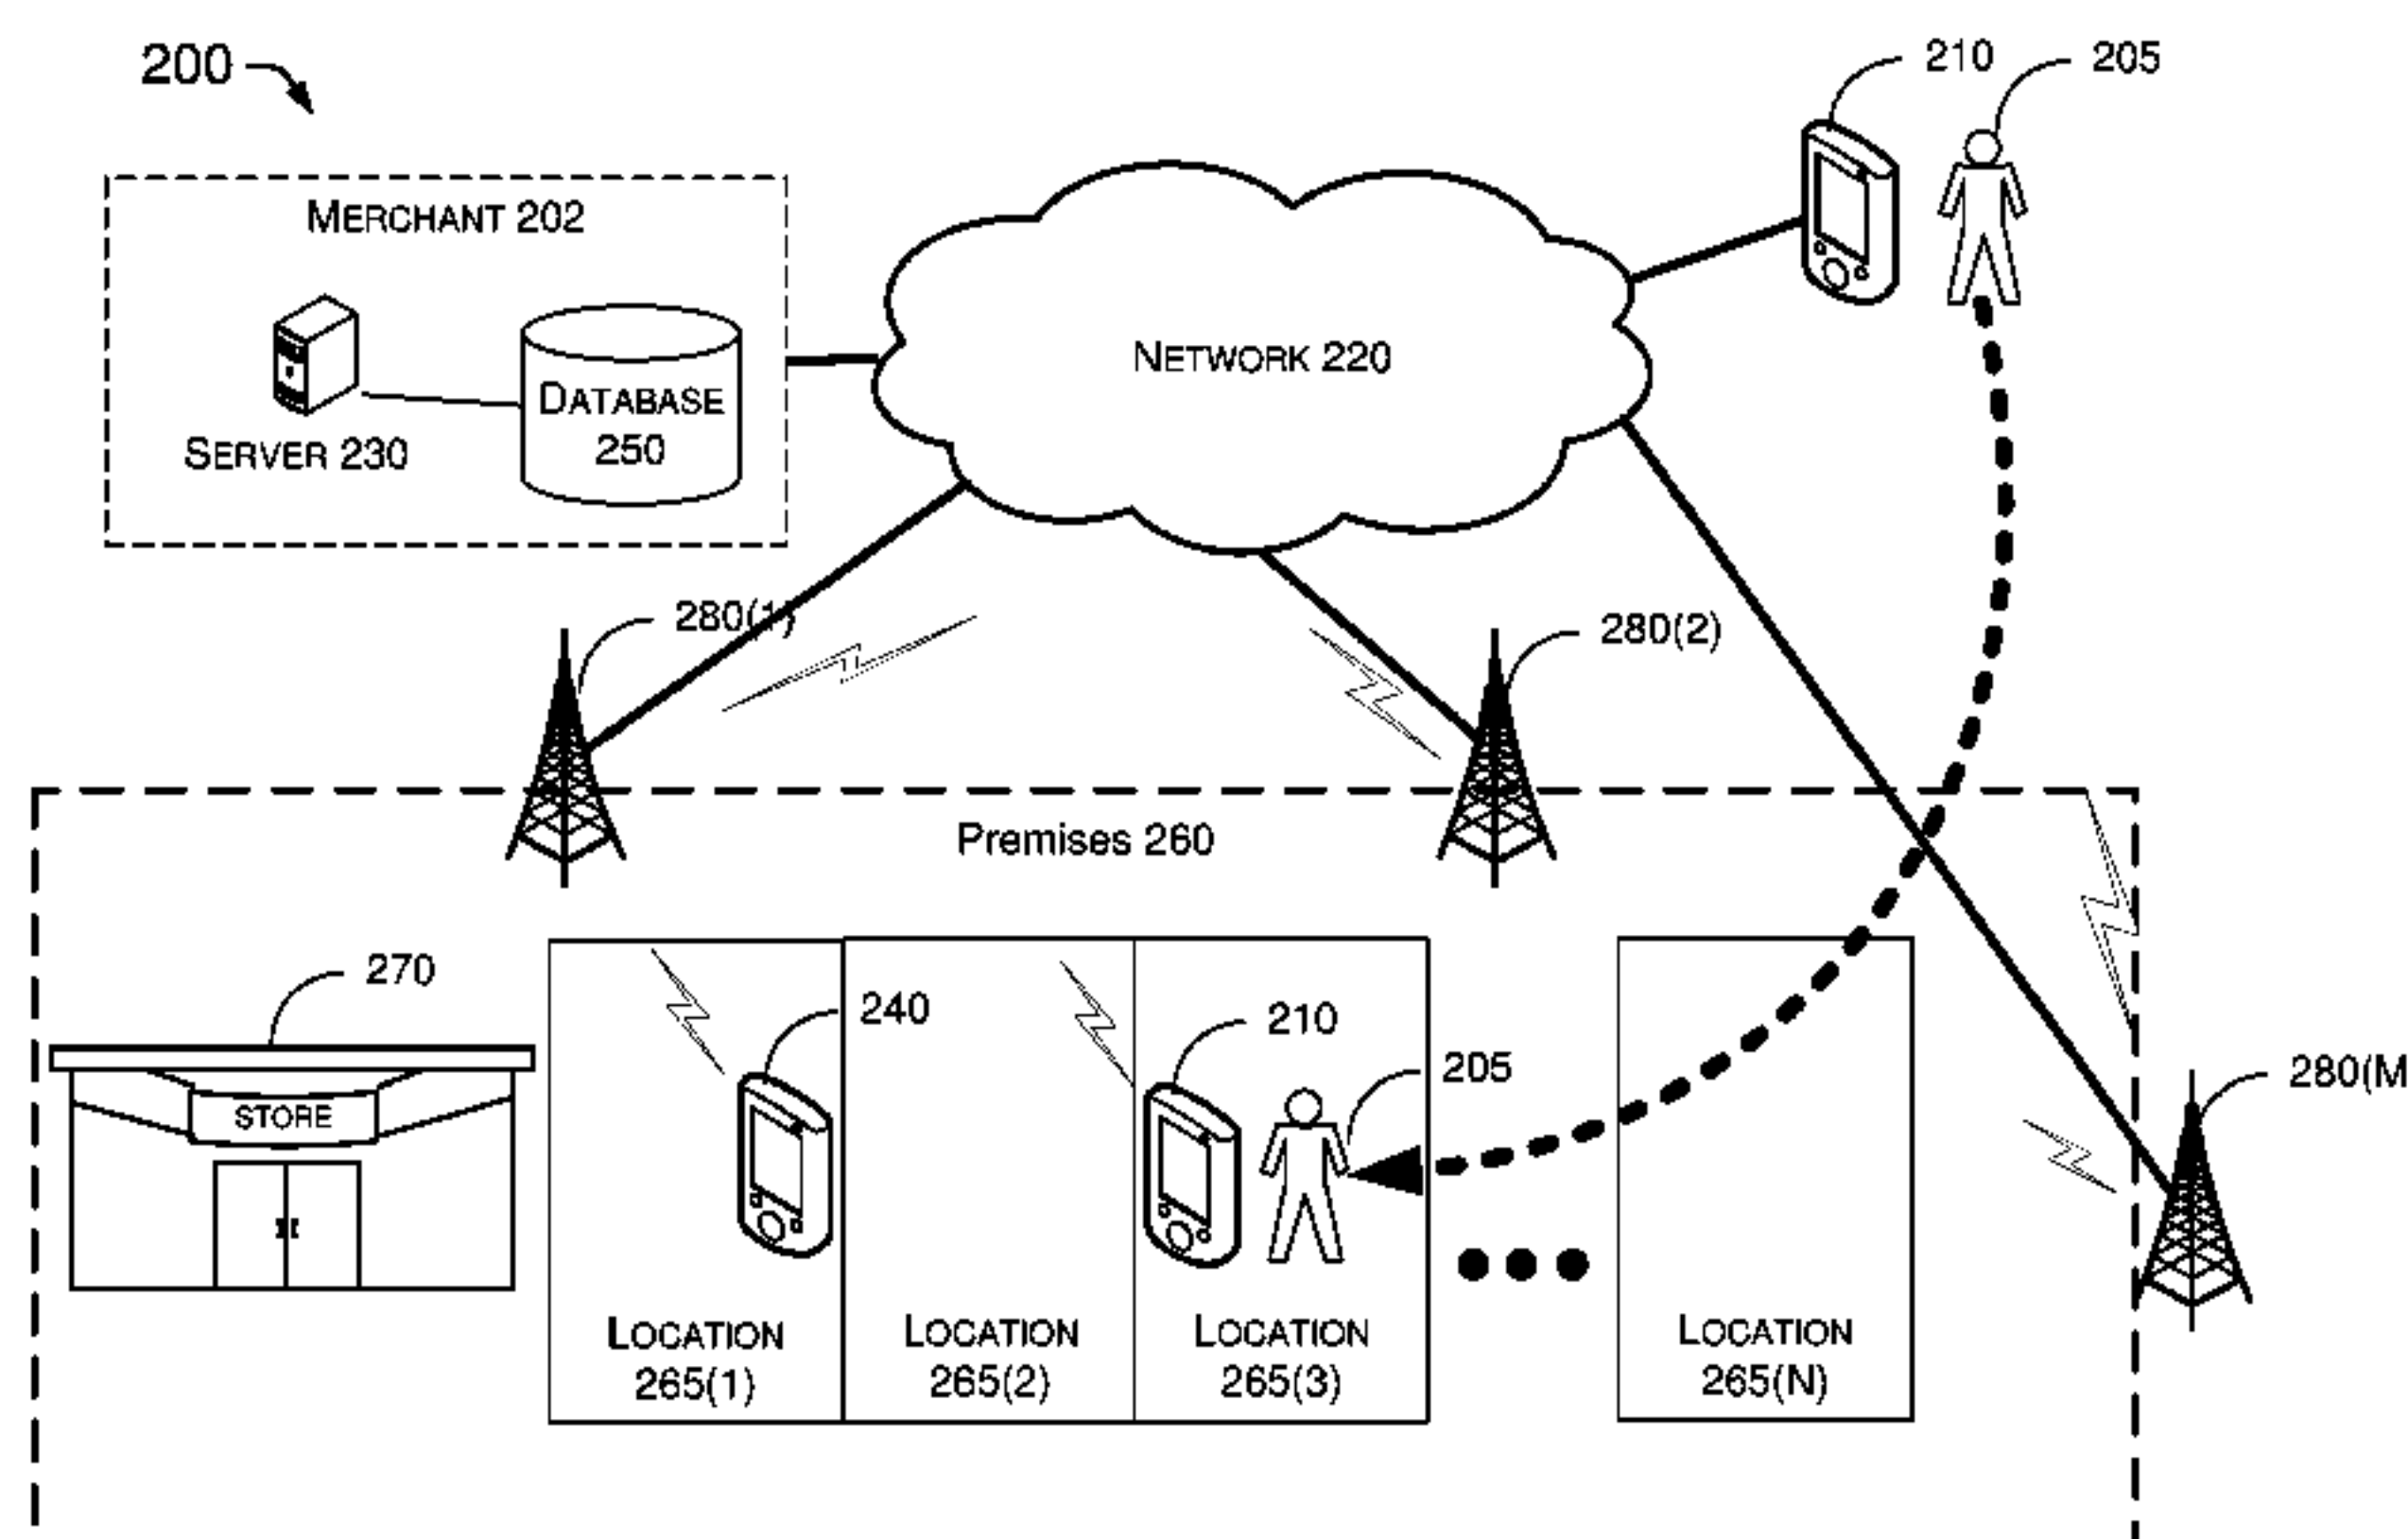 200
210
205
MERCHANT 202
NETWORK 220
DATABASE
250
SERVER 230
280(1)
280(2)
Premises 260
270
240
210
205
280(M
STORE
LOCATION
265(1)
LOCATION
265(2)
LOCATION
265(3)
LOCATION
265(N)